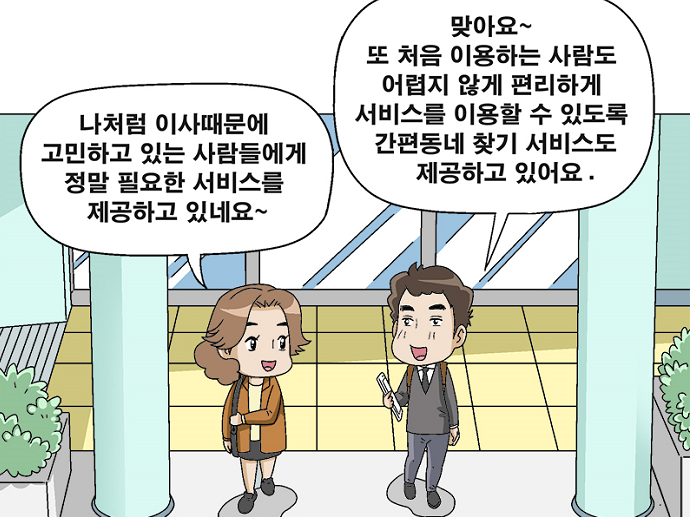 나처럼 이사때문에
고민하고 있는 사람들에게
정말 필요한 서비스를
제공하고 있네요~
맞아요~
또 처음 이용하는 사람도
어렵지 않게 편리하게
서비스를 이용할 수 있도록
간편동네 찾기 서비스도
제공하고 있어요.